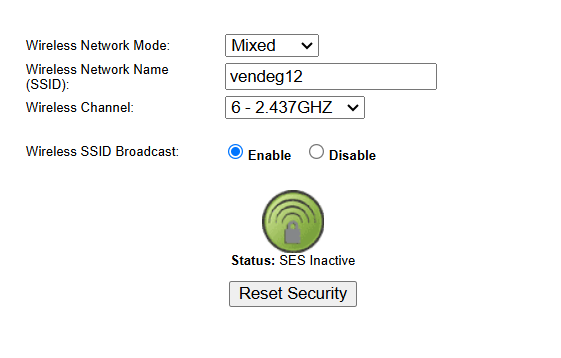 Wireless Network Mode: Mixed
Wireless Network Name
(SSID): vendeg12
Wireless Channel: 6 - 2.437GHZ
Wireless SSID Broadcast: Enable Disable
Status: SES Inactive
Reset Security